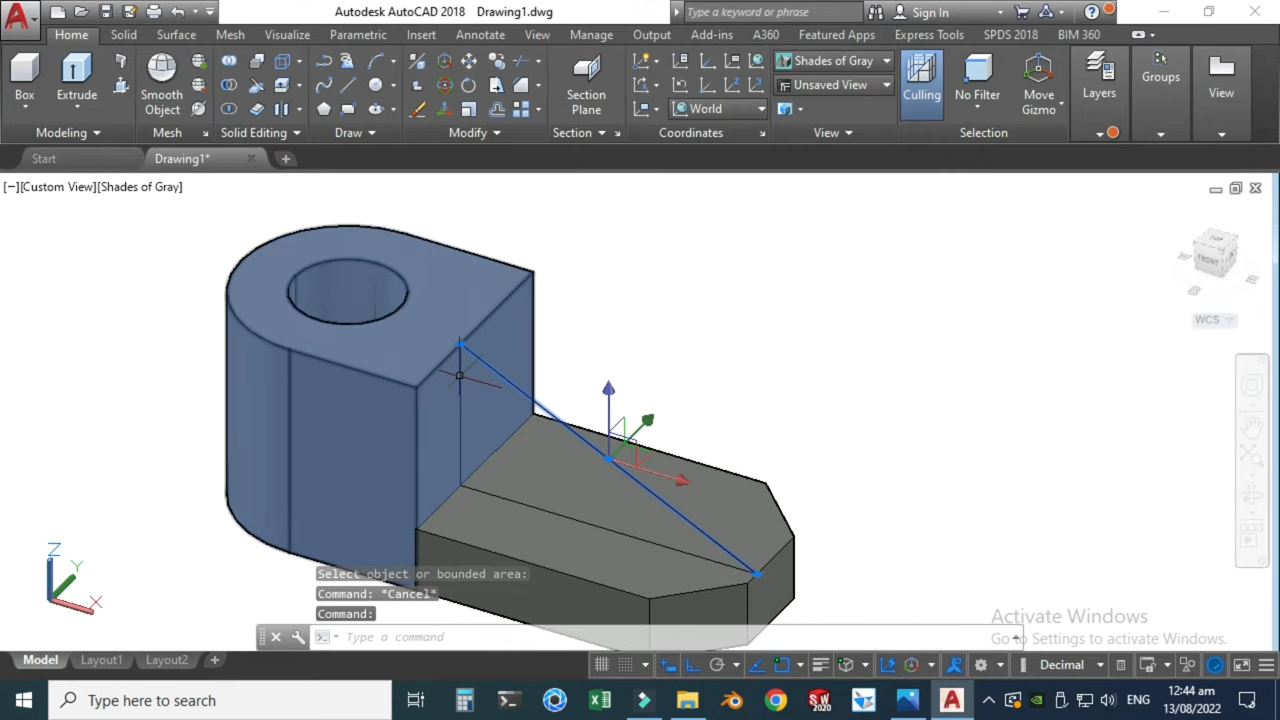 Autodesk AutoCAD 2018 Drawing1.dwg
Type a keyword or phrase
Sign In
Home Solid Surface Mesh Visualize Parametric Insert Annotate View Manage Output Add-ins A360 Featured Apps Express Tools SPDS 2018 BIM 360
Shades of Gray
Unsaved View
World
Box Extrude Smooth Object Section Plane Culling No Filter Move Gizmo Layers Groups View
Modeling Mesh Solid Editing Draw Modify Section Coordinates View Selection
Start Drawing1*
[−][Custom View][Shades of Gray]
TOP
FRONT
WCS
Z
Y
X
Select object or bounded area:
Command: *Cancel*
Command:
Type a command
Activate Windows
Go to Settings to activate Windows.
Model Layout1 Layout2
Decimal
Type here to search
SW
2020
ENG
12:44 am
13/08/2022